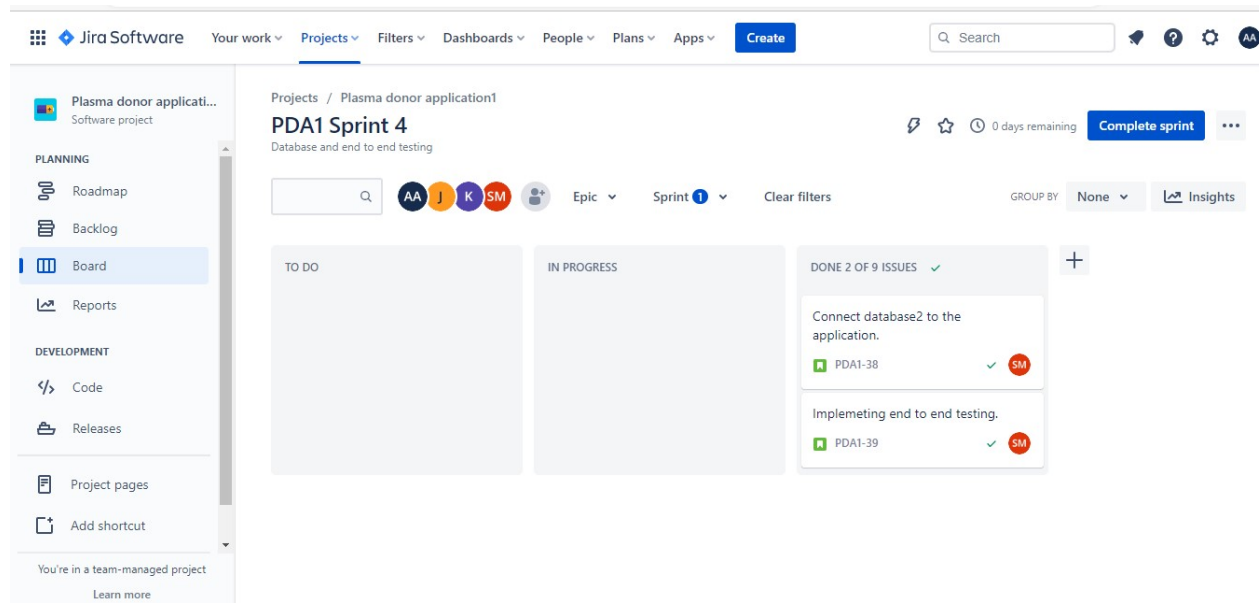 Jira Software Your work Projects Filters Dashboards People Plans Apps Create Search AA
Plasma donor applicati...
Software project
PLANNING
Roadmap
Backlog
Board
Reports
DEVELOPMENT
Code
Releases
Project pages
Add shortcut
You're in a team-managed project
Learn more
Projects / Plasma donor application1
PDA1 Sprint 4
0 days remaining Complete sprint
Database and end to end testing
AA J K SM Epic Sprint 1 Clear filters GROUP BY None Insights
TO DO
IN PROGRESS
DONE 2 OF 9 ISSUES
Connect database2 to the
application.
PDA1-38 SM
Implemeting end to end testing.
PDA1-39 SM